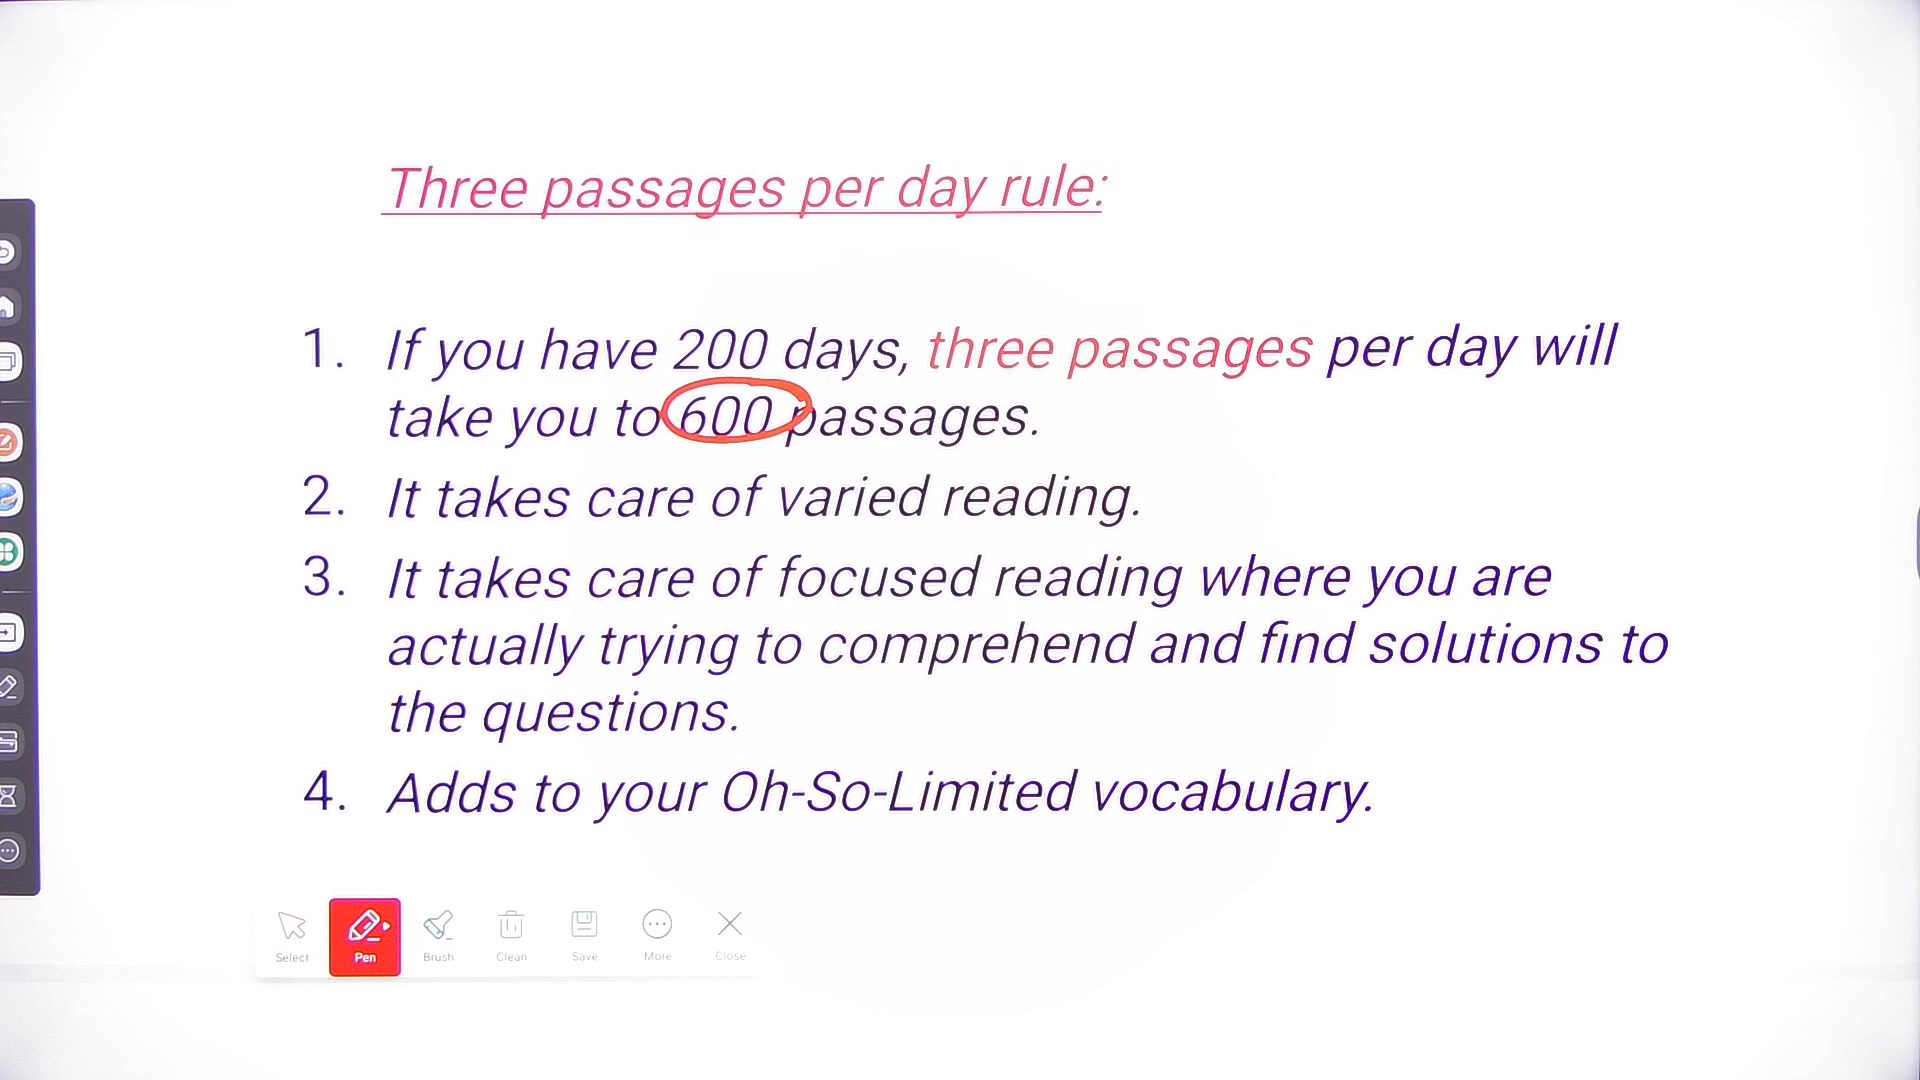 Three passages per day rule:
1. If you have 200 days, three passages per day will
take you to 600 passages.
2. It takes care of varied reading.
3. It takes care of focused reading where you are
actually trying to comprehend and find solutions to
the questions.
4. Adds to your Oh-So-Limited vocabulary.
Select Pen Brush Clean Save More Close